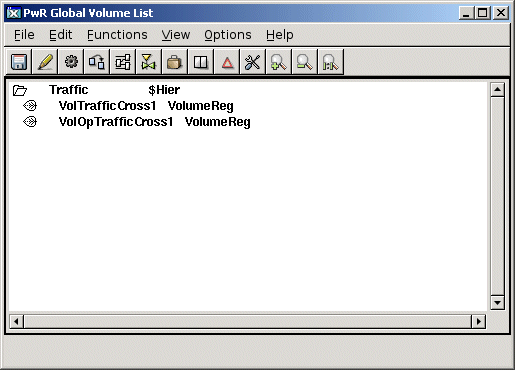 PwR Global Volume List
File Edit Functions View Options Help
Traffic $Hier
VolTrafficCross1 VolumeReg
VolOpTrafficCross1 VolumeReg